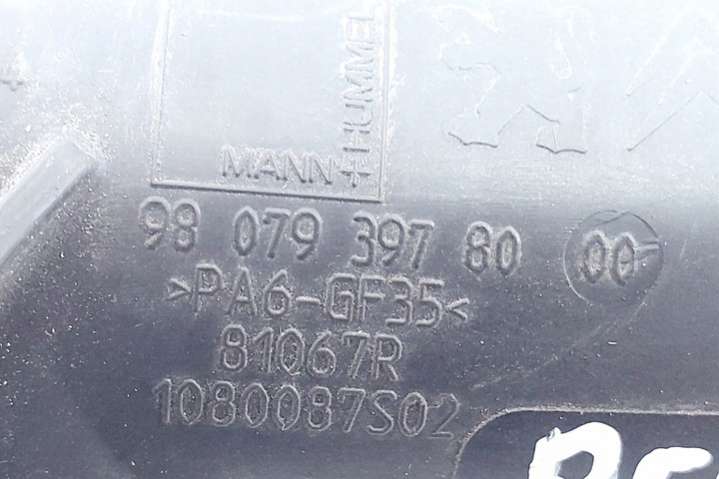 MANN+HUMMEL
98 079 397 80 00
>PA6-GF35<
81067R
1080087S02